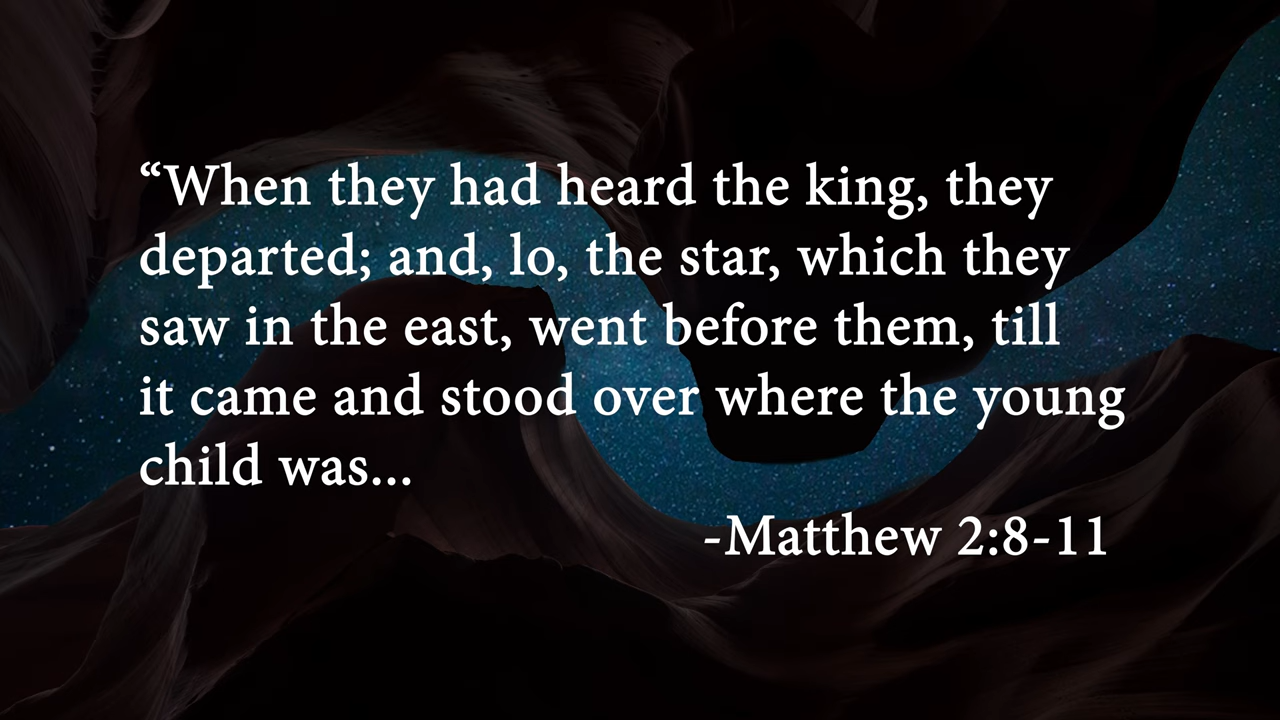 “When they had heard the king, they
departed; and, lo, the star, which they
saw in the east, went before them, till
it came and stood over where the young
child was...
-Matthew 2:8-11